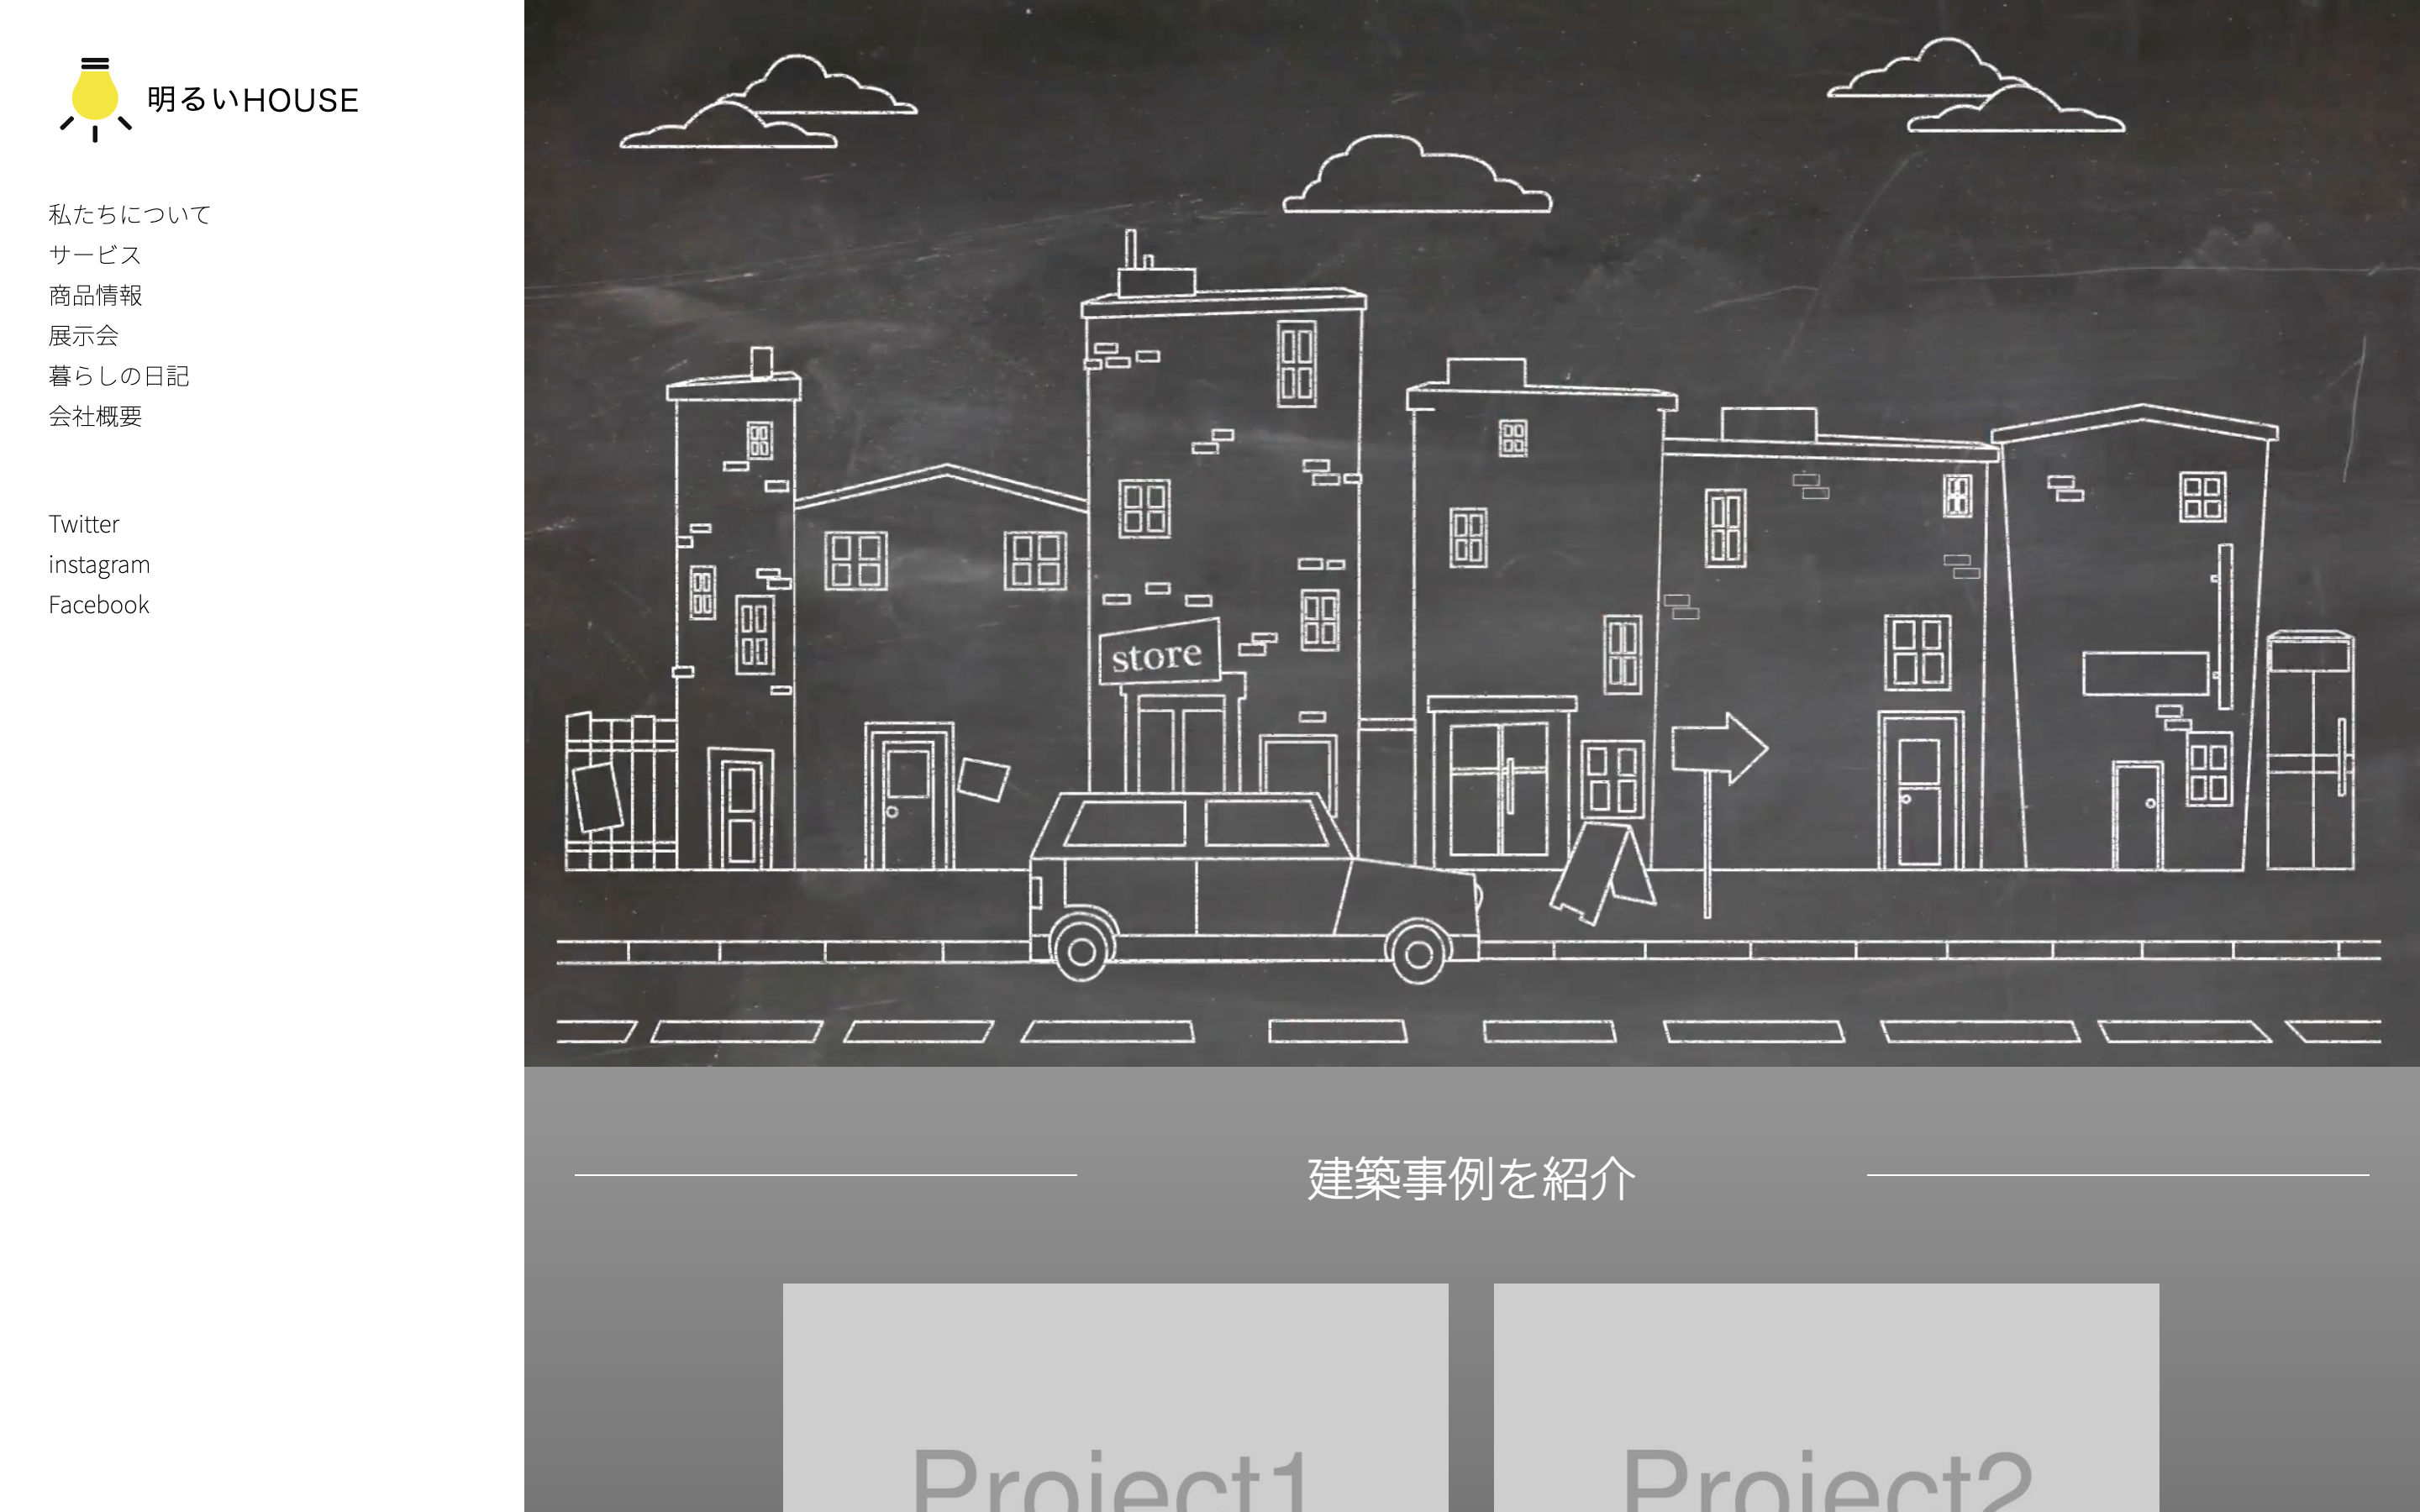 明るいHOUSE
私たちについて
サービス
商品情報
展示会
暮らしの日記
会社概要
Twitter
instagram
Facebook
store
建築事例を紹介
Project1
Project2